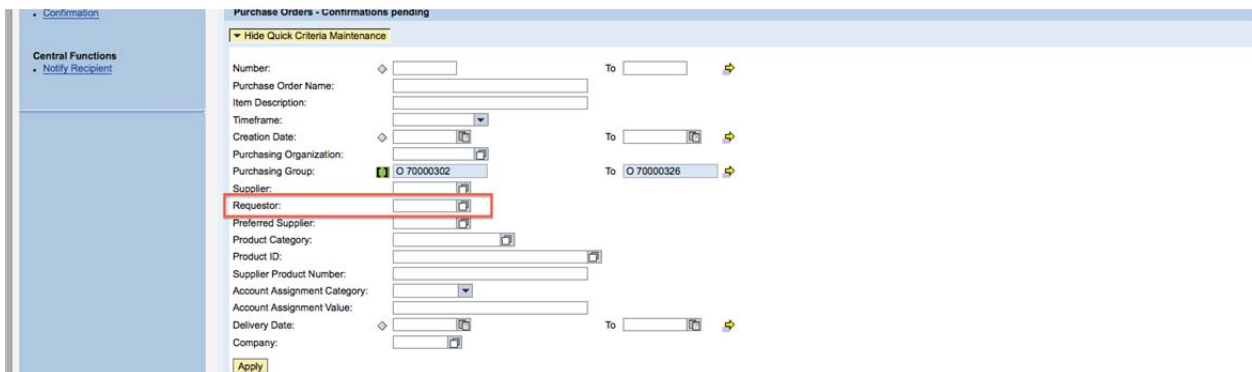 Confirmation
Purchase Orders - Confirmations pending
Hide Quick Criteria Maintenance
Central Functions
Notify Recipient
Number: To
Purchase Order Name:
Item Description:
Timeframe:
Creation Date: To
Purchasing Organization:
Purchasing Group: O 70000302 To O 70000326
Supplier:
Requestor:
Preferred Supplier:
Product Category:
Product ID:
Supplier Product Number:
Account Assignment Category:
Account Assignment Value:
Delivery Date: To
Company:
Apply